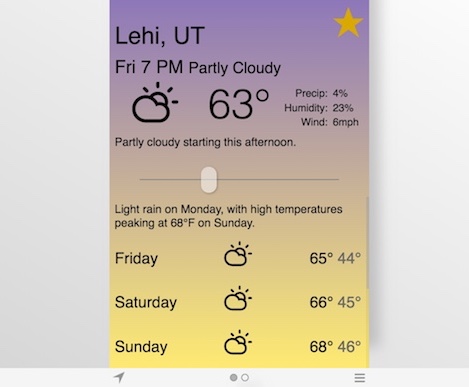 Lehi, UT
Fri 7 PM Partly Cloudy
63°
Precip: 4%
Humidity: 23%
Wind: 6mph
Partly cloudy starting this afternoon.
Light rain on Monday, with high temperatures
peaking at 68°F on Sunday.
Friday 65° 44°
Saturday 66° 45°
Sunday 68° 46°